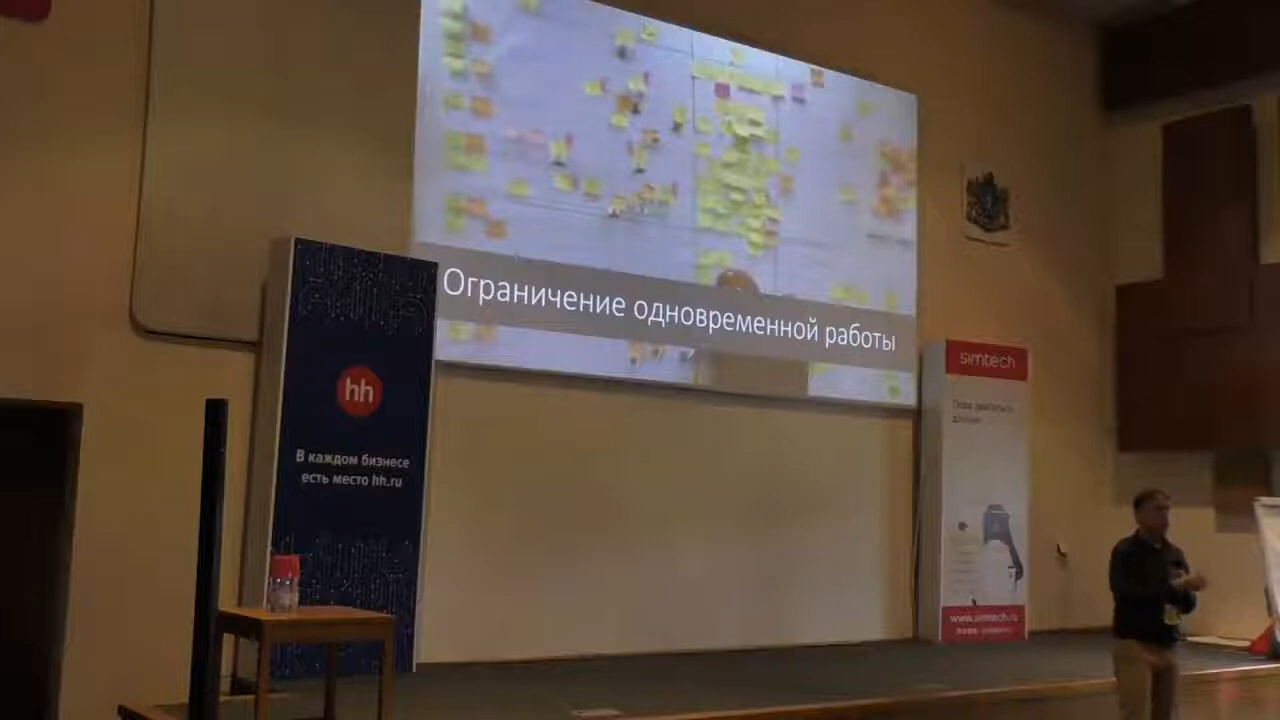 Ограничение одновременной работы
hh
В каждом бизнесе
есть место hh.ru
simtech
www.simtech.ru